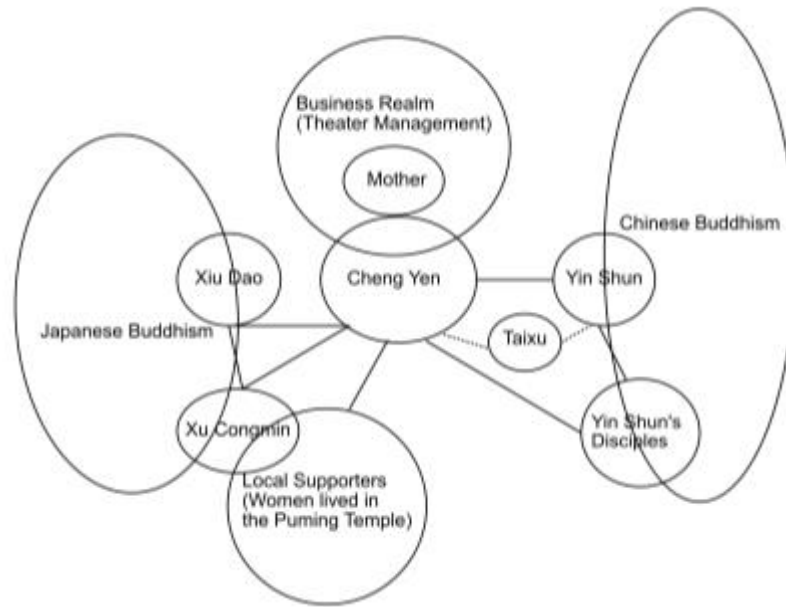 Business Realm
(Theater Management)
Mother
Chinese Buddhism
Xiu Dao
Cheng Yen
Yin Shun
Japanese Buddhism
Taixu
Xu Congmin
Yin Shun's
Disciples
Local Supporters
(Women lived in
the Puming Temple)